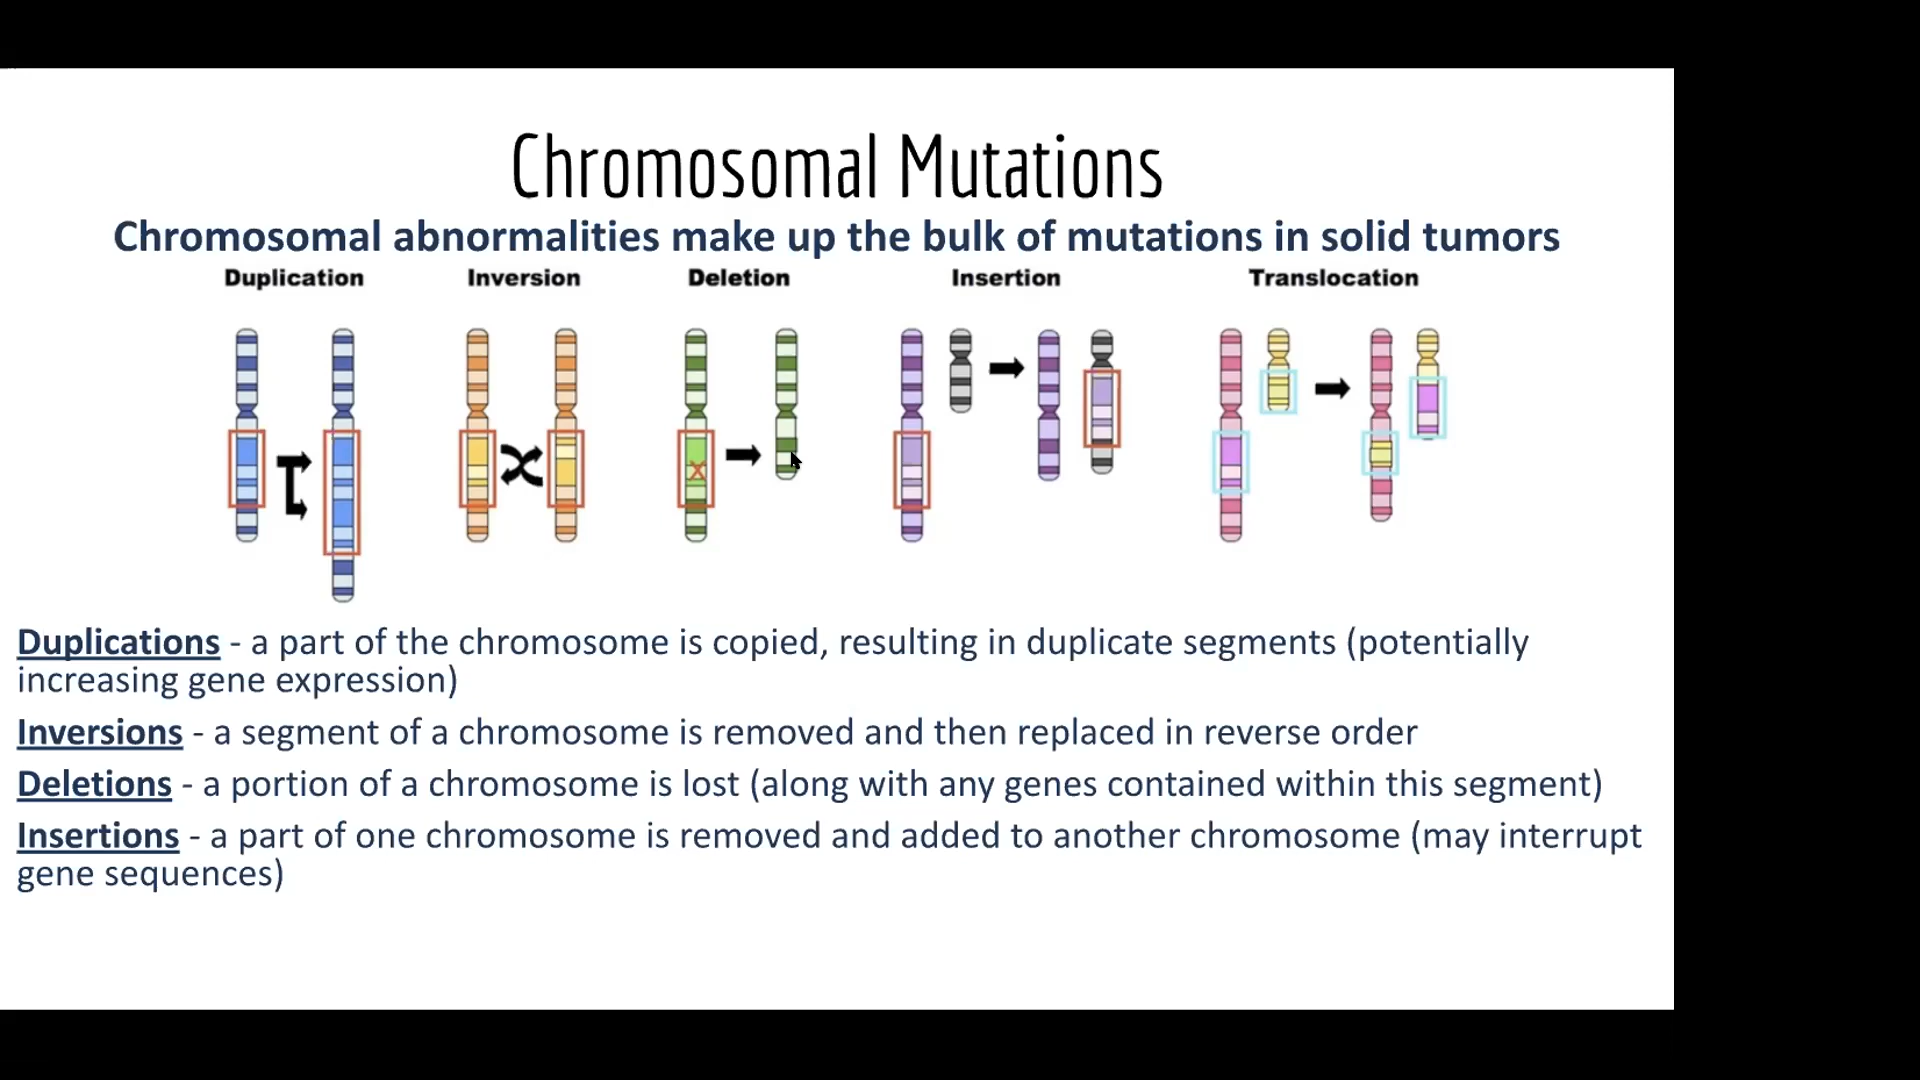 Chromosomal Mutations
Chromosomal abnormalities make up the bulk of mutations in solid tumors
Duplication Inversion Deletion Insertion Translocation
X
Duplications - a part of the chromosome is copied, resulting in duplicate segments (potentially
increasing gene expression)
Inversions - a segment of a chromosome is removed and then replaced in reverse order
Deletions - a portion of a chromosome is lost (along with any genes contained within this segment)
Insertions - a part of one chromosome is removed and added to another chromosome (may interrupt
gene sequences)